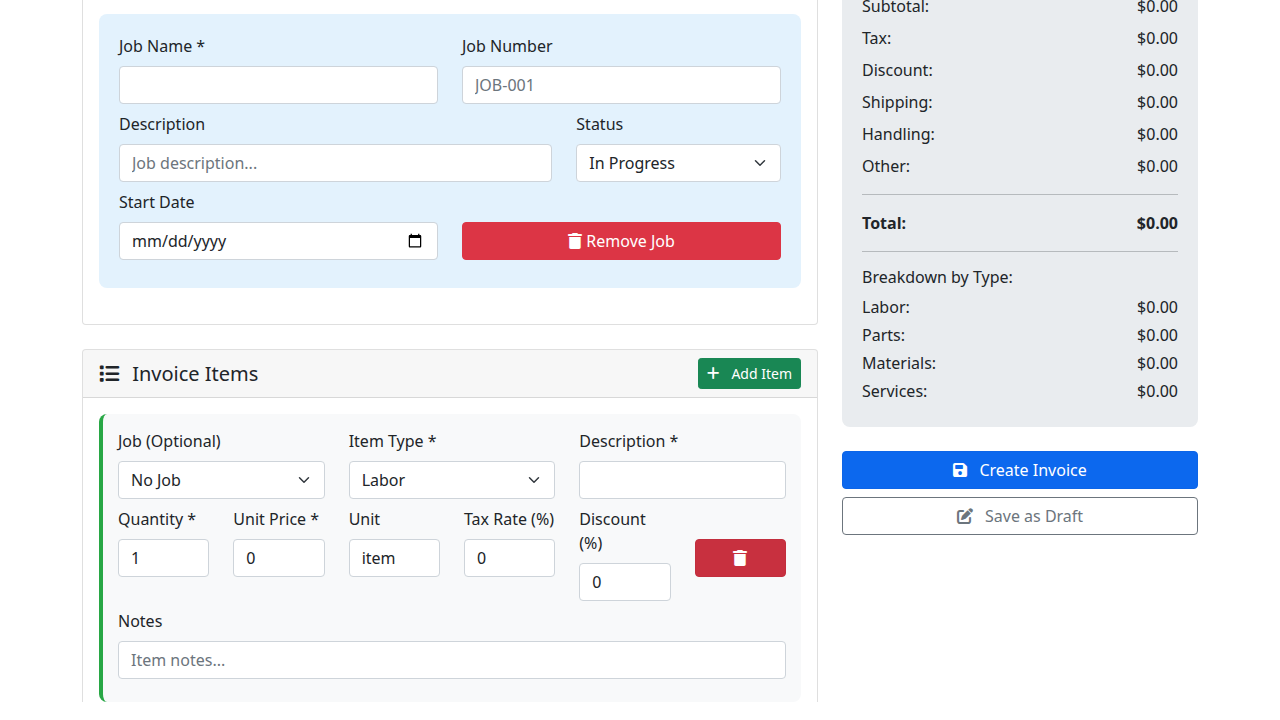 Job Name *
Job Number
JOB-001
Description
Status
Job description...
In Progress
Start Date
mm/dd/yyyy
Remove Job
Invoice Items
Add Item
Job (Optional)
Item Type *
Description *
No Job
Labor
Quantity *
Unit Price *
Unit
Tax Rate (%)
Discount
(%)
1
0
item
0
0
Notes
Item notes...
Subtotal: $0.00
Tax: $0.00
Discount: $0.00
Shipping: $0.00
Handling: $0.00
Other: $0.00
Total: $0.00
Breakdown by Type:
Labor: $0.00
Parts: $0.00
Materials: $0.00
Services: $0.00
Create Invoice
Save as Draft